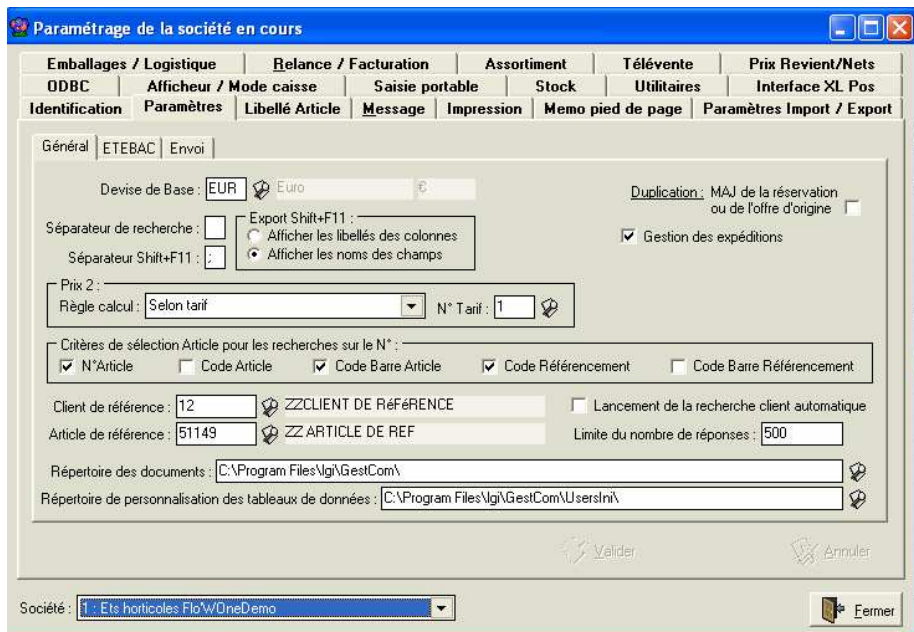 Paramétrage de la société en cours
Emballages / Logistique Relance / Facturation Assortiment Télévente Prix Revient/Nets
ODBC Afficheur / Mode caisse Saisie portable Stock Utilitaires Interface XL Pos
Identification Paramètres Libellé Article Message Impression Memo pied de page Paramètres Import / Export
Général ETEBAC Envoi
Devise de Base : EUR Euro € Duplication : MAJ de la réservation
ou de l'offre d'origine
Séparateur de recherche : Export Shift+F11 :
Afficher les libellés des colonnes
Gestion des expéditions
Séparateur Shift+F11 : ; Afficher les noms des champs
Prix 2 :
Règle calcul : Selon tarif N° Tarif : 1
Critères de sélection Article pour les recherches sur le N° :
N°Article Code Article Code Barre Article Code Référencement Code Barre Référencement
Client de référence : 12 ZZCLIENT DE RéFéRENCE Lancement de la recherche client automatique
Article de référence : 51149 ZZ ARTICLE DE REF Limite du nombre de réponses : 500
Répertoire des documents : C:\Program Files\lgi\GestCom\
Répertoire de personnalisation des tableaux de données : C:\Program Files\lgi\GestCom\UsersIni\
Valider Annuler
Société : 1 : Ets horticoles Flo'WOneDemo Fermer